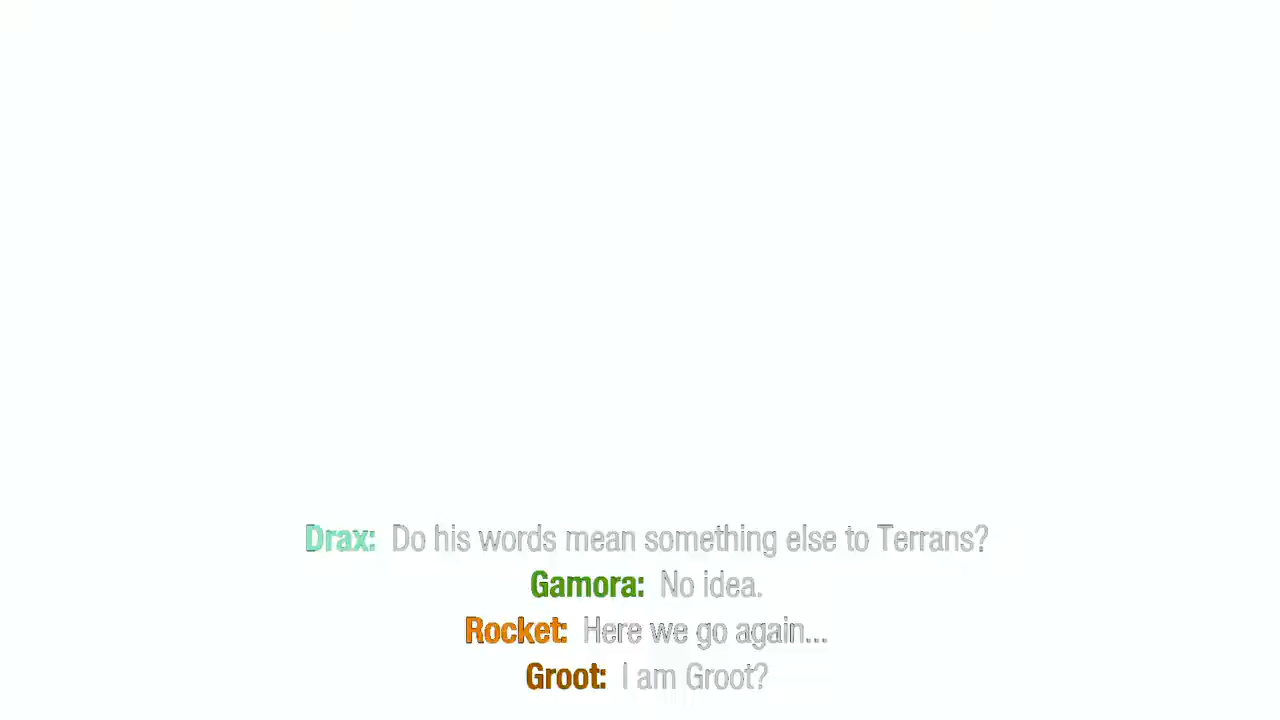 Drax: Do his words mean something else to Terrans?
Gamora: No idea.
Rocket: Here we go again...
Groot: I am Groot?